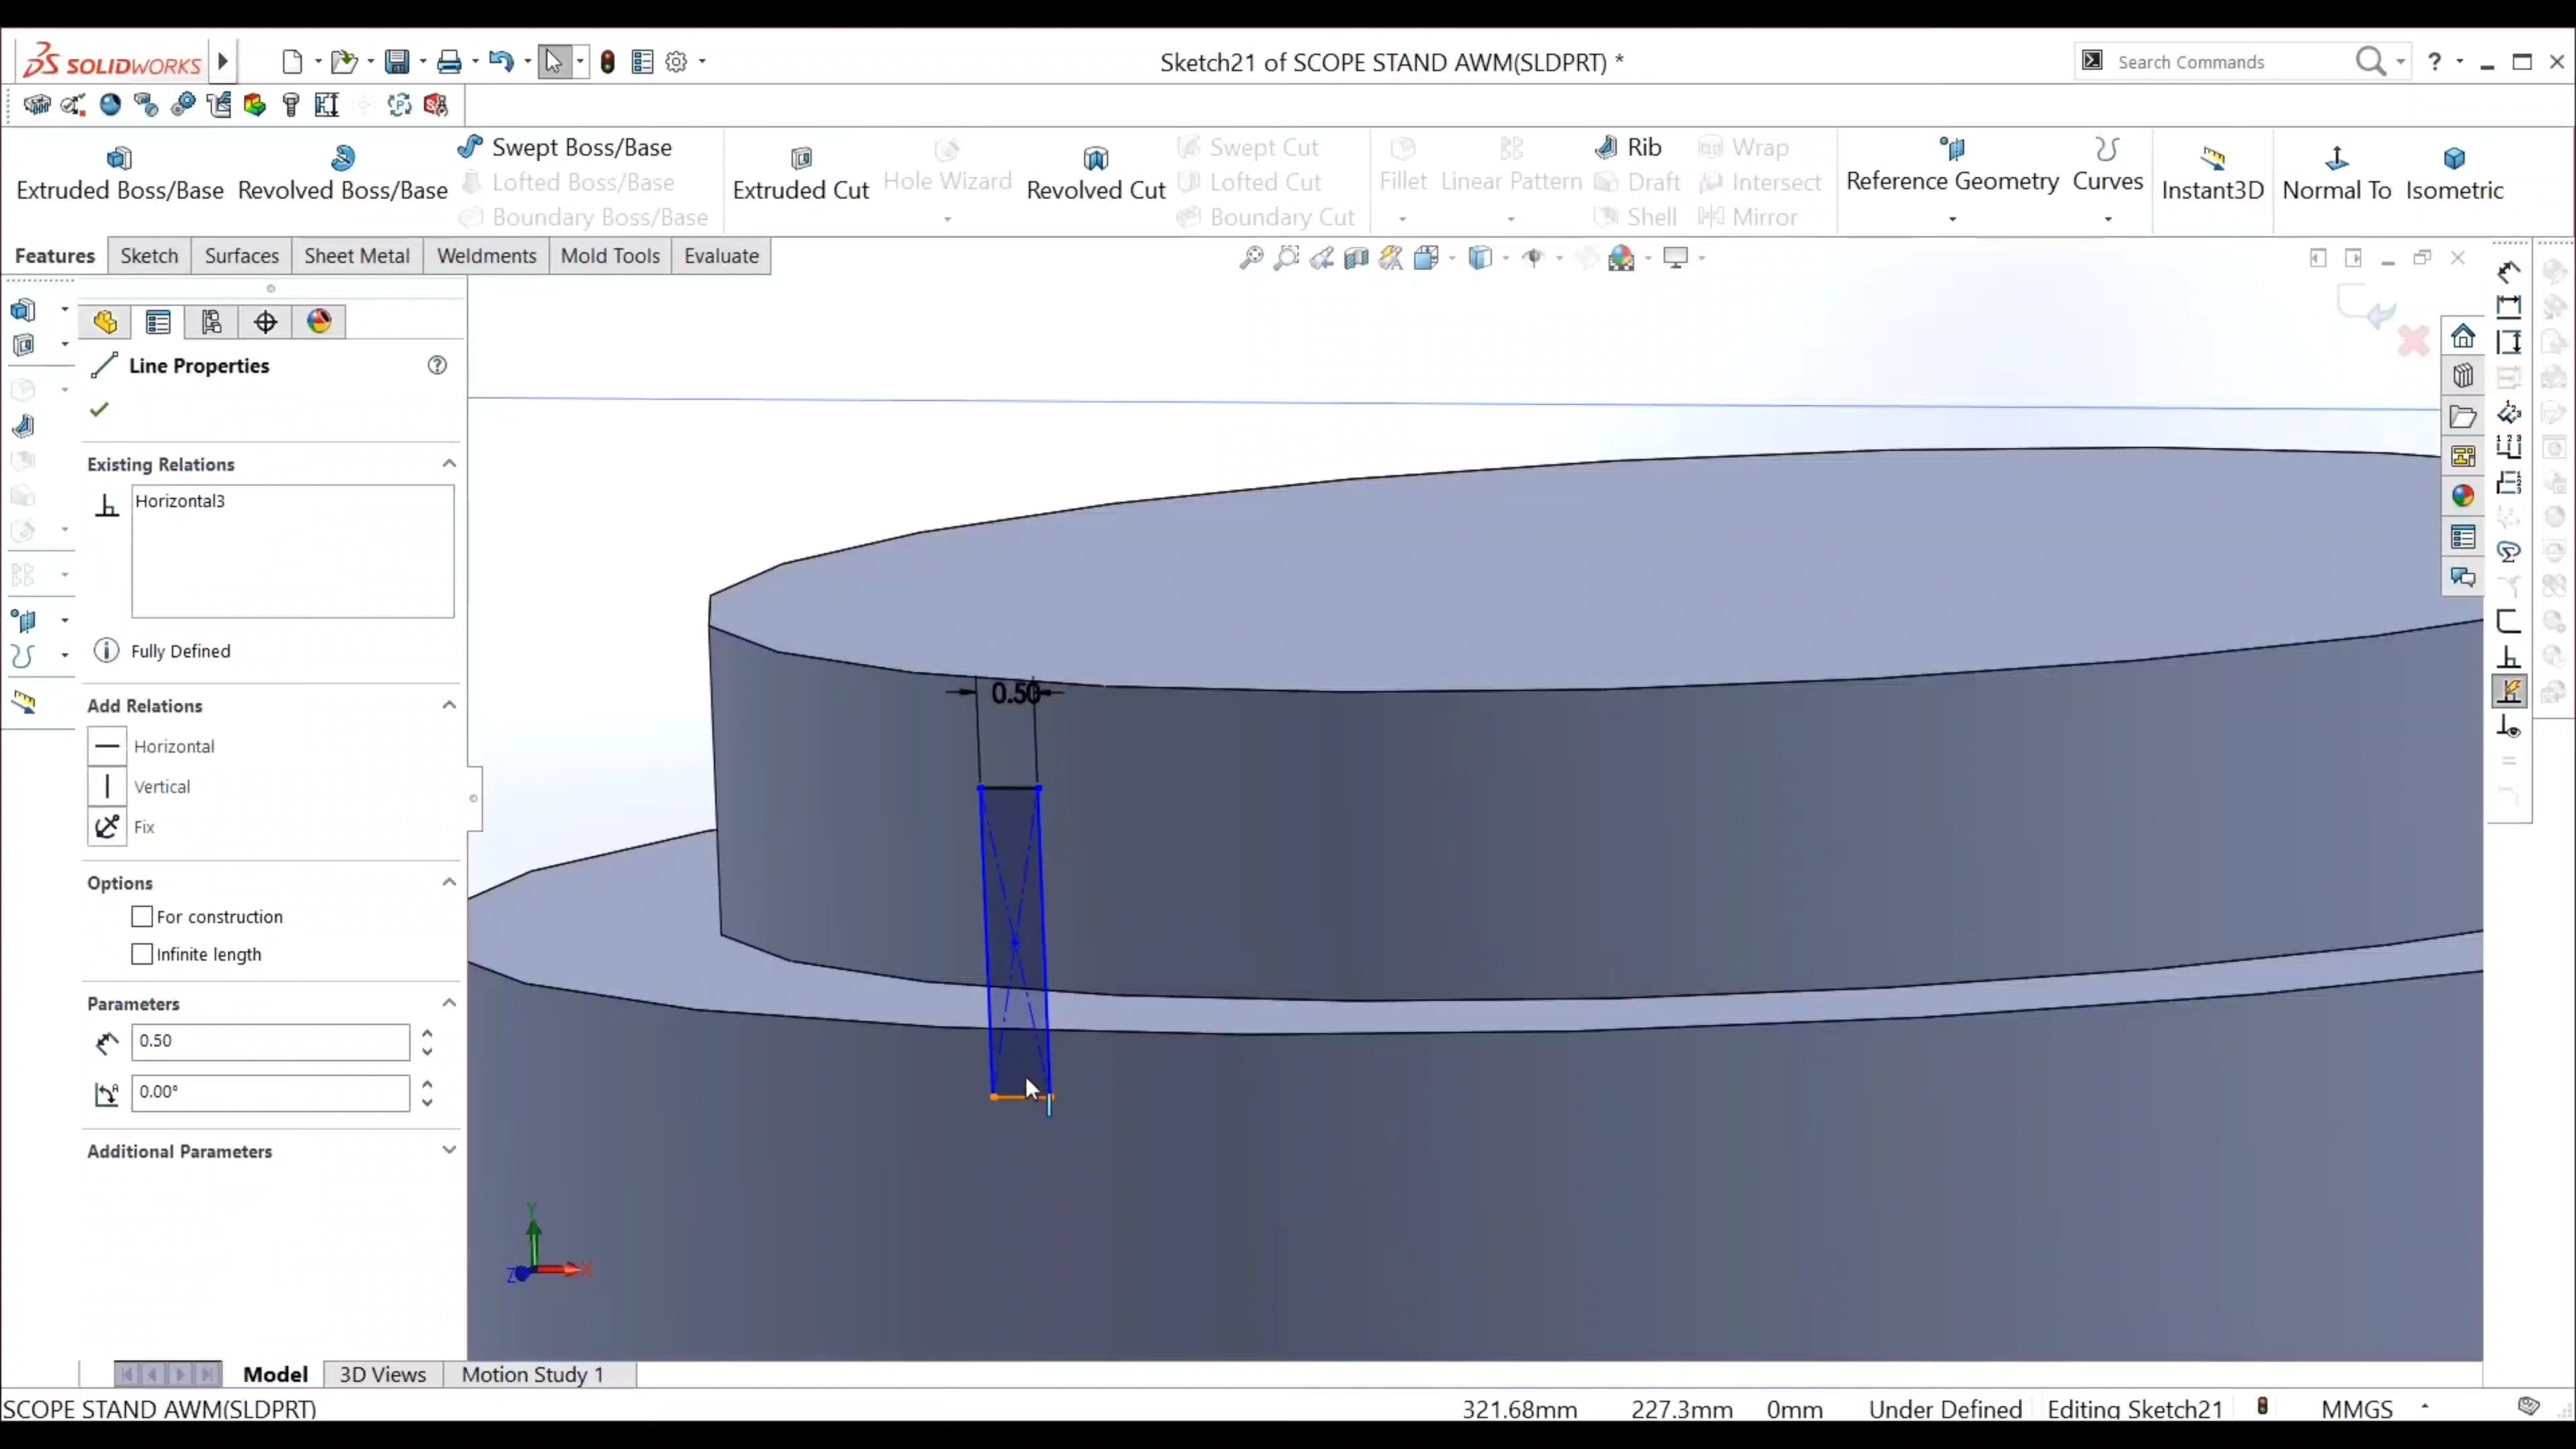 SOLIDWORKS
Sketch21 of SCOPE STAND AWM(SLDPRT) *
Search Commands
?
Extruded Boss/Base
Revolved Boss/Base
Swept Boss/Base
Lofted Boss/Base
Boundary Boss/Base
Extruded Cut
Hole Wizard
Revolved Cut
Swept Cut
Lofted Cut
Boundary Cut
Fillet
Linear Pattern
Rib
Draft
Shell
Wrap
Intersect
Mirror
Reference Geometry
Curves
Instant3D
Normal To
Isometric
Features
Sketch
Surfaces
Sheet Metal
Weldments
Mold Tools
Evaluate
Line Properties
Existing Relations
Horizontal3
Fully Defined
Add Relations
Horizontal
Vertical
Fix
Options
For construction
Infinite length
Parameters
0.50
0.00°
Additional Parameters
0.50
Y
X
Z
Model
3D Views
Motion Study 1
SCOPE STAND AWM(SLDPRT)
321.68mm
227.3mm
0mm
Under Defined
Editing Sketch21
MMGS